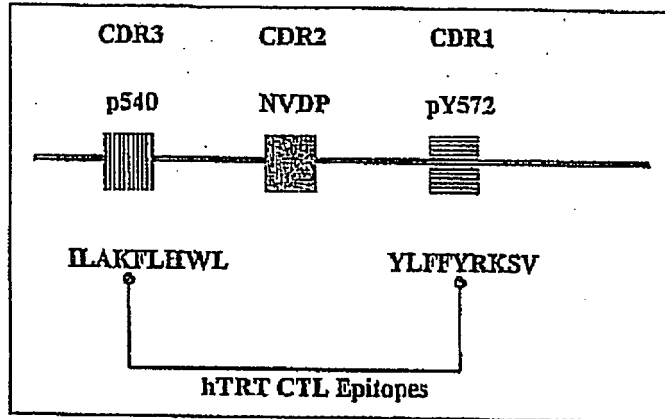 CDR3 CDR2 CDR1
p540 NVDP pY572
ILAKFLHWL YLFFYRKSV
hTRT CTL Epitopes